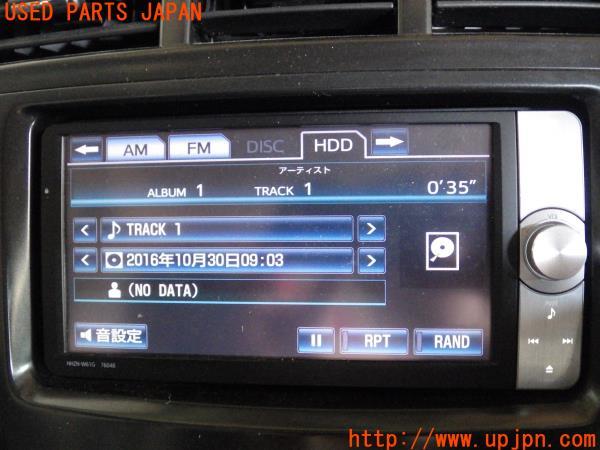 USED PARTS JAPAN
AM FM DISC HDD
アーティスト
ALBUM 1 TRACK 1 0'35"
TRACK 1
2016年10月30日09:03
(NO DATA)
音設定 RPT RAND
NHZN-W61G 76048
http://www.upjpn.com/